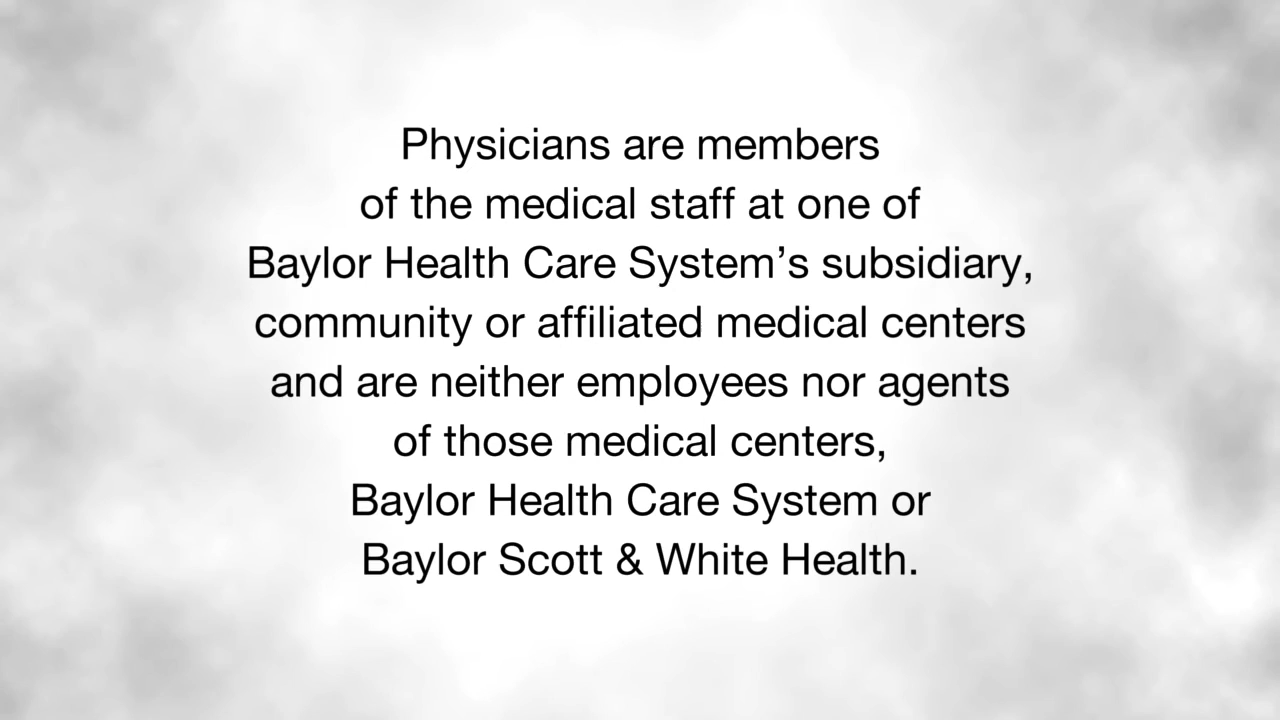 Physicians are members
of the medical staff at one of
Baylor Health Care System’s subsidiary,
community or affiliated medical centers
and are neither employees nor agents
of those medical centers,
Baylor Health Care System or
Baylor Scott & White Health.